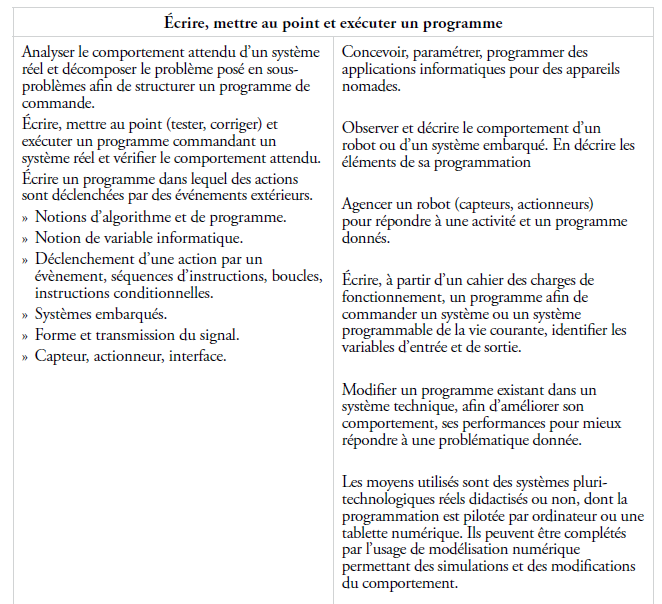 Écrire, mettre au point et exécuter un programme
Analyser le comportement attendu d’un système
réel et décomposer le problème posé en sous-
problèmes afin de structurer un programme de
commande.
Écrire, mettre au point (tester, corriger) et
exécuter un programme commandant un
système réel et vérifier le comportement attendu.
Écrire un programme dans lequel des actions
sont déclenchées par des événements extérieurs.
» Notions d’algorithme et de programme.
» Notion de variable informatique.
» Déclenchement d’une action par un
évènement, séquences d’instructions, boucles,
instructions conditionnelles.
» Systèmes embarqués.
» Forme et transmission du signal.
» Capteur, actionneur, interface.
Concevoir, paramétrer, programmer des
applications informatiques pour des appareils
nomades.
Observer et décrire le comportement d’un
robot ou d’un système embarqué. En décrire les
éléments de sa programmation
Agencer un robot (capteurs, actionneurs)
pour répondre à une activité et un programme
donnés.
Écrire, à partir d’un cahier des charges de
fonctionnement, un programme afin de
commander un système ou un système
programmable de la vie courante, identifier les
variables d’entrée et de sortie.
Modifier un programme existant dans un
système technique, afin d’améliorer son
comportement, ses performances pour mieux
répondre à une problématique donnée.
Les moyens utilisés sont des systèmes pluri-
technologiques réels didactisés ou non, dont la
programmation est pilotée par ordinateur ou une
tablette numérique. Ils peuvent être complétés
par l’usage de modélisation numérique
permettant des simulations et des modifications
du comportement.